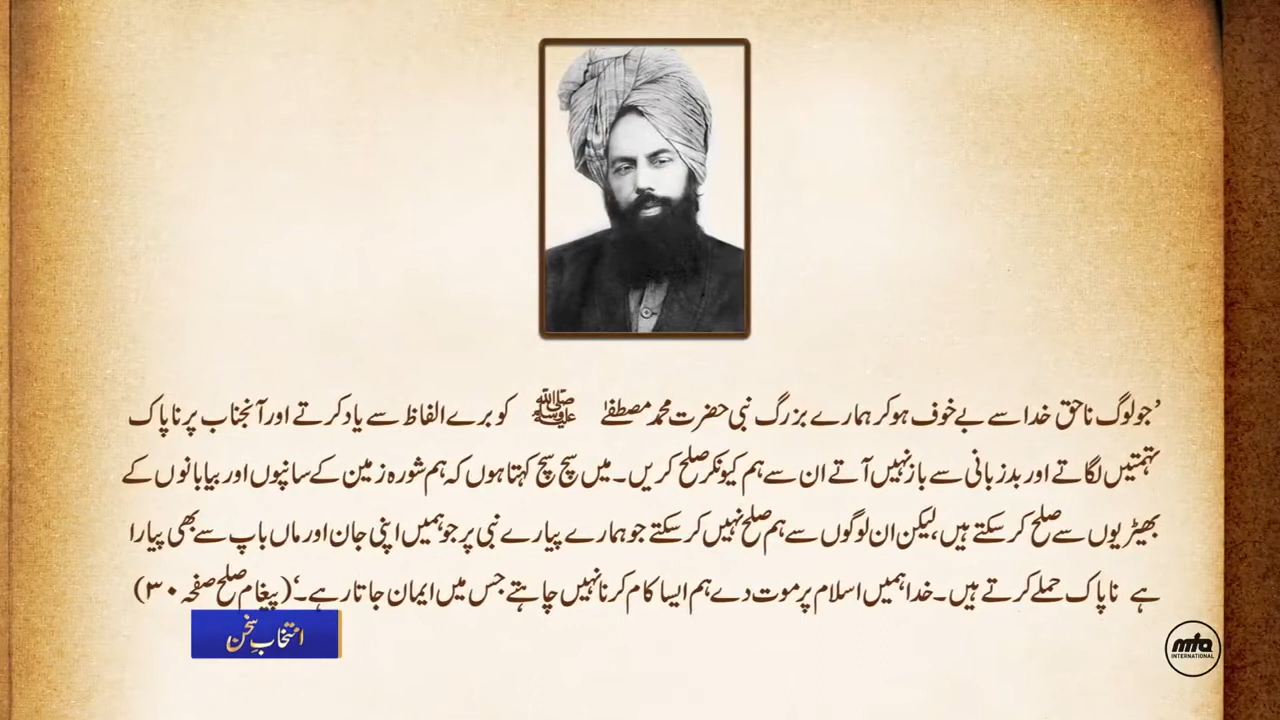 ’جو لوگ ناحق خدا سے بے خوف ہوکر ہمارے بزرگ نبی حضرت محمد مصطفےٰ ﷺ کو برے الفاظ سے یاد کرتے اور آنجناب پر ناپاک
تہمتیں لگاتے اور بدزبانی سے باز نہیں آتے ان سے ہم کیونکر صلح کریں۔ میں سچ سچ کہتا ہوں کہ ہم شورہ زمین کے سانپوں اور بیابانوں کے
بھیڑیوں سے صلح کر سکتے ہیں، لیکن ان لوگوں سے ہم صلح نہیں کر سکتے جو ہمارے پیارے نبی پر جو ہمیں اپنی جان اور ماں باپ سے بھی پیارا
ہے ناپاک حملے کرتے ہیں۔ خدا ہمیں اسلام پر موت دے ہم ایسا کام کرنا نہیں چاہتے جس میں ایمان جاتا رہے۔‘ (پیغام صلح صفحہ ۳۰)
انتخابِ سخن
mta
INTERNATIONAL